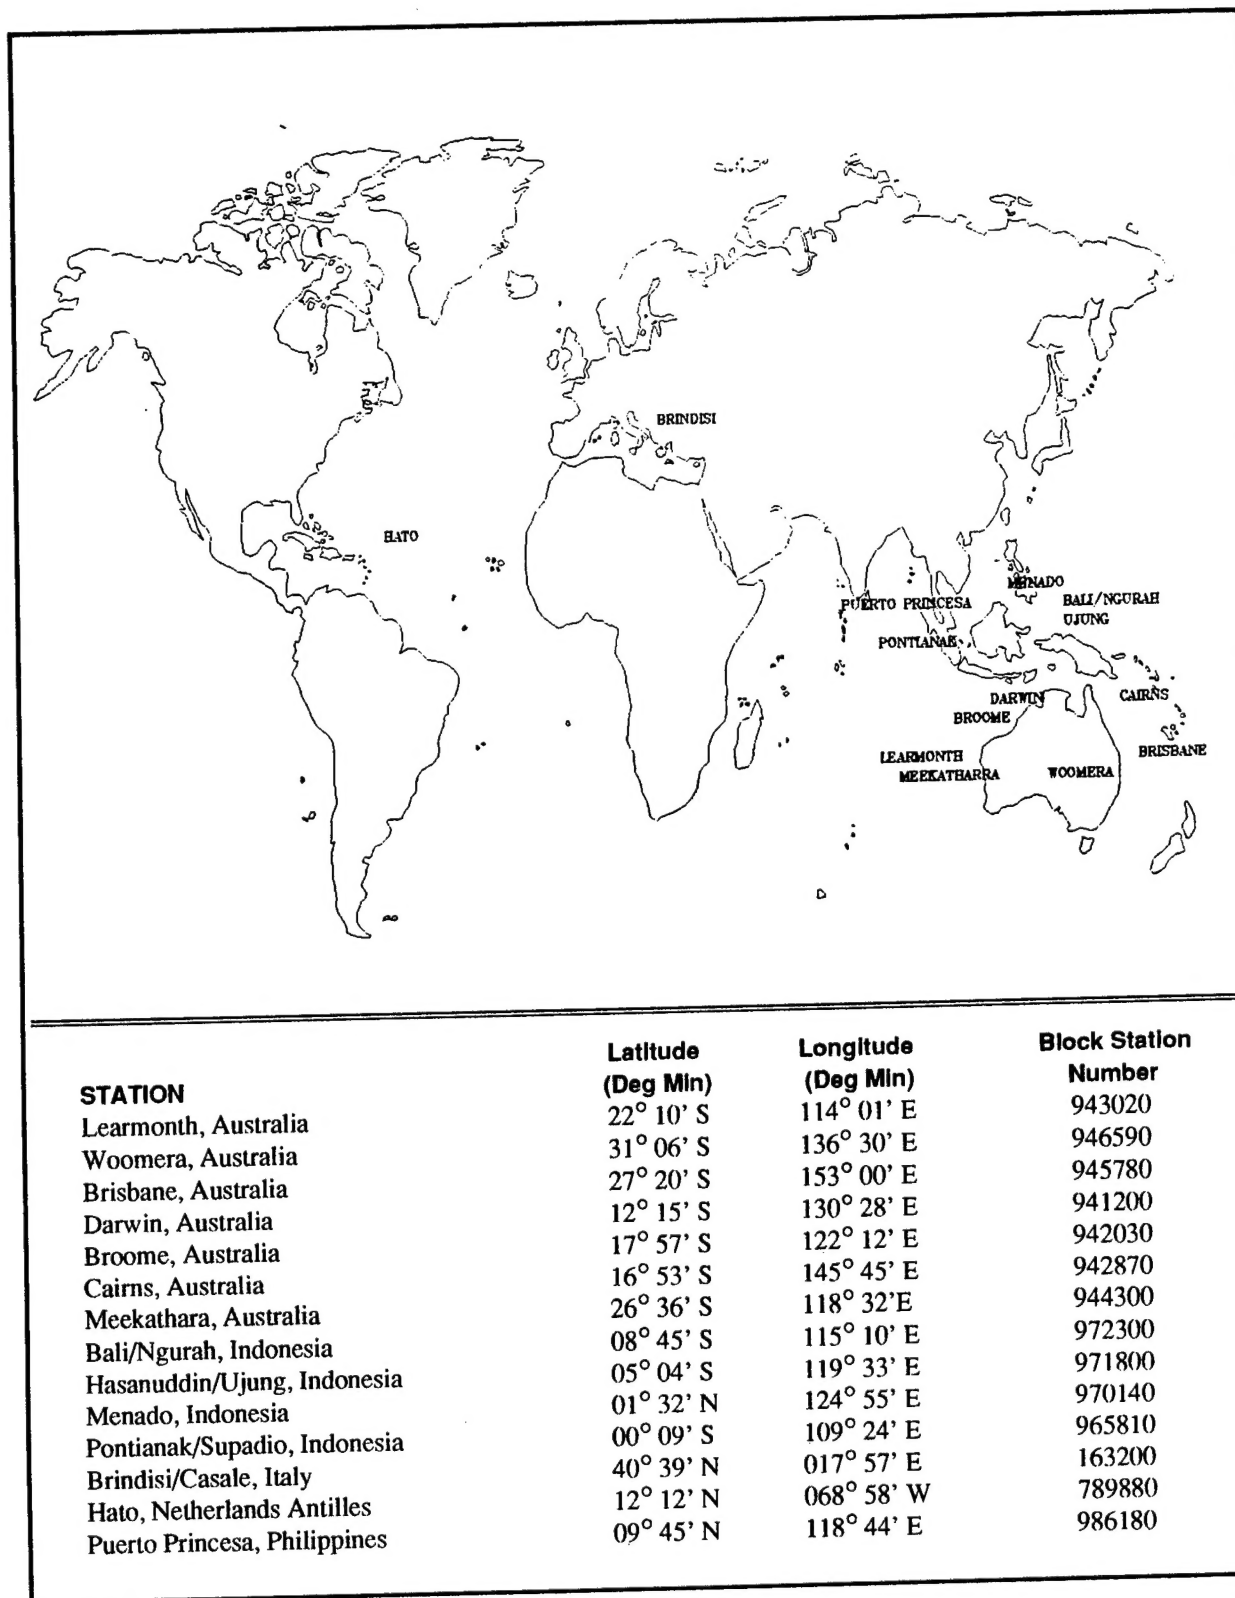 BRINDISI
HATO
MENADO
PUERTO PRINCESA
BALI/NGURAH
UJUNG
PONTIANAK
DARWIN
CAIRNS
BROOME
BRISBANE
LEARMONTH
MEEKATHARRA
WOOMERA
STATION Latitude (Deg Min) Longitude (Deg Min) Block Station Number
Learmonth, Australia 22° 10' S 114° 01' E 943020
Woomera, Australia 31° 06' S 136° 30' E 946590
Brisbane, Australia 27° 20' S 153° 00' E 945780
Darwin, Australia 12° 15' S 130° 28' E 941200
Broome, Australia 17° 57' S 122° 12' E 942030
Cairns, Australia 16° 53' S 145° 45' E 942870
Meekathara, Australia 26° 36' S 118° 32'E 944300
Bali/Ngurah, Indonesia 08° 45' S 115° 10' E 972300
Hasanuddin/Ujung, Indonesia 05° 04' S 119° 33' E 971800
Menado, Indonesia 01° 32' N 124° 55' E 970140
Pontianak/Supadio, Indonesia 00° 09' S 109° 24' E 965810
Brindisi/Casale, Italy 40° 39' N 017° 57' E 163200
Hato, Netherlands Antilles 12° 12' N 068° 58' W 789880
Puerto Princesa, Philippines 09° 45' N 118° 44' E 986180